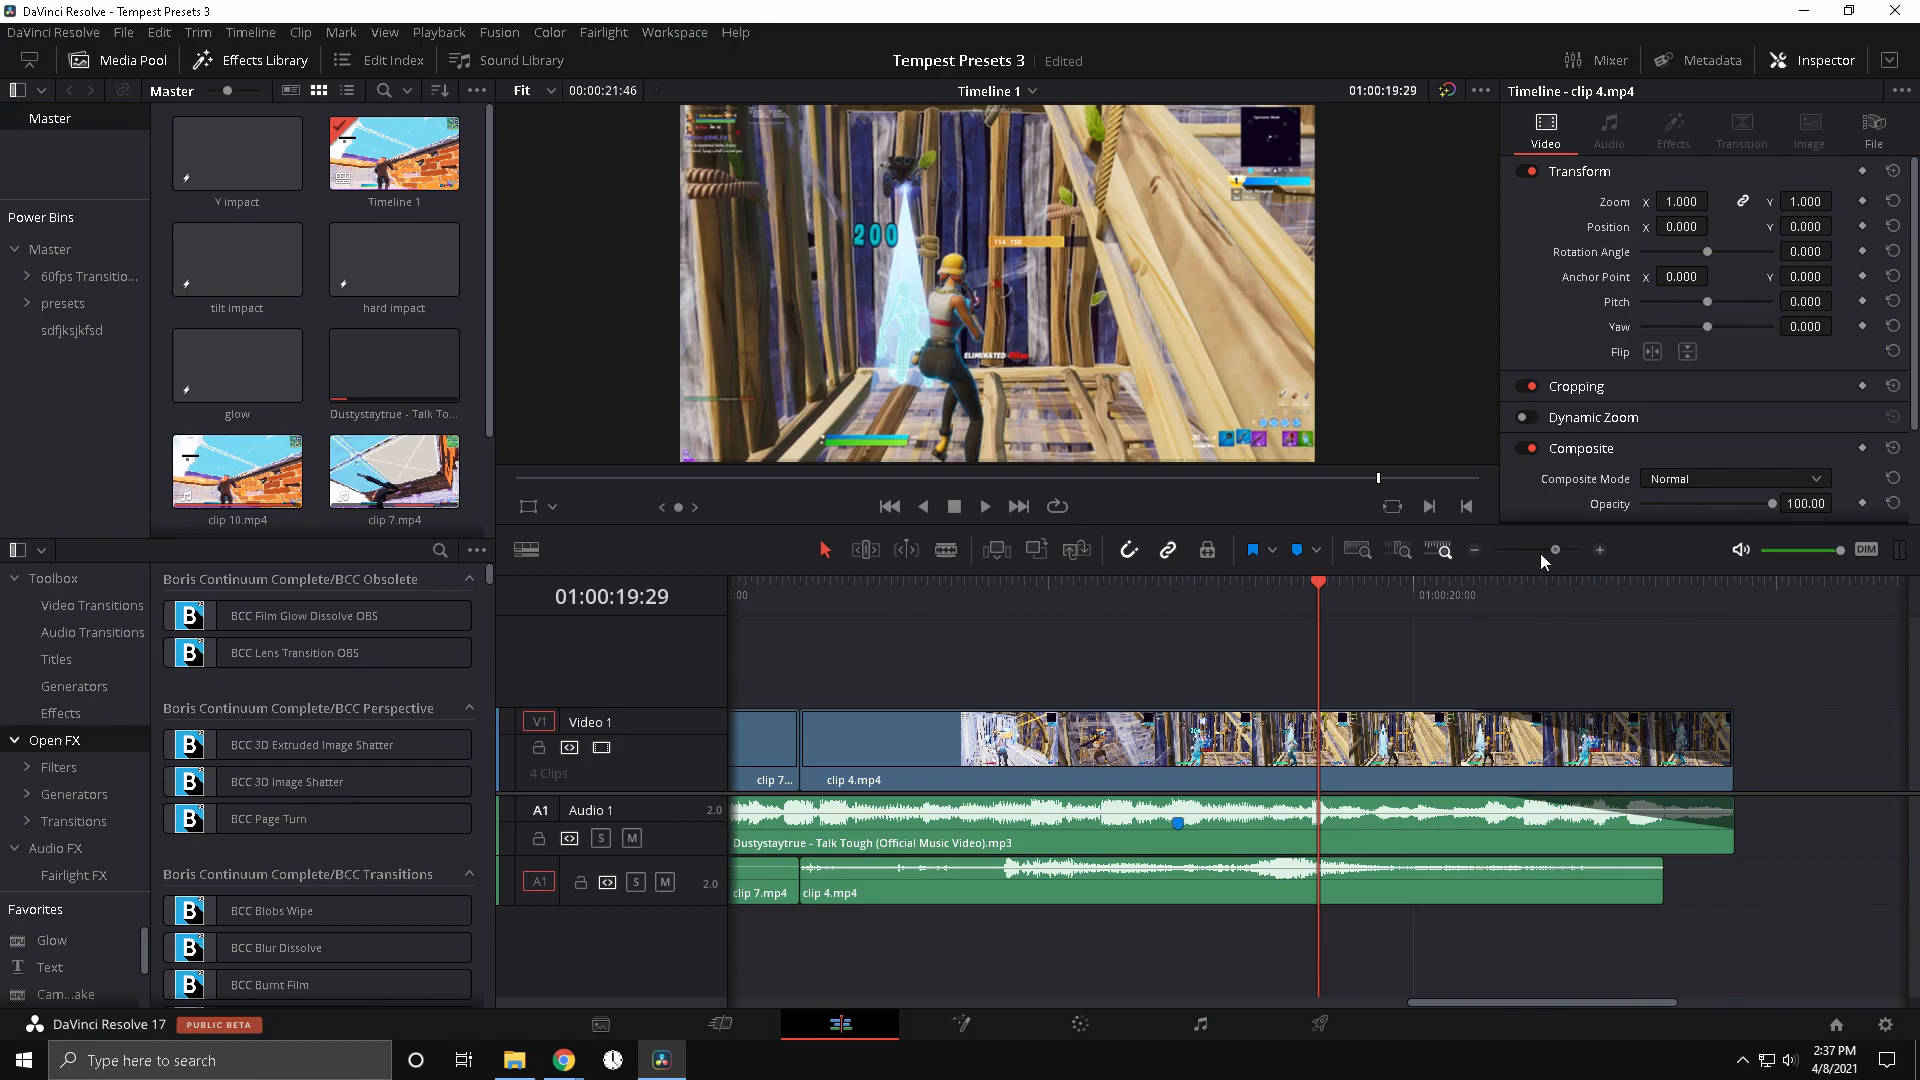 DaVinci Resolve - Tempest Presets 3
DaVinci Resolve File Edit Trim Timeline Clip Mark View Playback Fusion Color Fairlight Workspace Help
Media Pool Effects Library Edit Index Sound Library
Tempest Presets 3 Edited
Mixer Metadata Inspector
Master
Fit 00:00:21:46
Timeline 1
01:00:19:29
Timeline - clip 4.mp4
Master
Power Bins
Master
60fps Transitio...
presets
sdfjksjkfsd
Y impact
Timeline 1
tilt impact
hard impact
glow
Dustystaytrue - Talk To...
clip 10.mp4
clip 7.mp4
200
ELIMINATED
Video Audio Effects Transition Image File
Transform
Zoom X 1.000 Y 1.000
Position X 0.000 Y 0.000
Rotation Angle 0.000
Anchor Point X 0.000 Y 0.000
Pitch 0.000
Yaw 0.000
Flip
Cropping
Dynamic Zoom
Composite
Composite Mode Normal
Opacity 100.00
Toolbox
Video Transitions
Audio Transitions
Titles
Generators
Effects
Open FX
Filters
Generators
Transitions
Audio FX
Fairlight FX
Favorites
Glow
T Text
Cam...ake
Boris Continuum Complete/BCC Obsolete
B BCC Film Glow Dissolve OBS
B BCC Lens Transition OBS
Boris Continuum Complete/BCC Perspective
B BCC 3D Extruded Image Shatter
B BCC 3D Image Shatter
B BCC Page Turn
Boris Continuum Complete/BCC Transitions
B BCC Blobs Wipe
B BCC Blur Dissolve
B BCC Burnt Film
DIM
01:00:19:29
01:00:20:00
V1 Video 1
4 Clips
clip 7...
clip 4.mp4
A1 Audio 1 2.0
S M
Dustystaytrue - Talk Tough (Official Music Video).mp3
A1 S M 2.0
clip 7.mp4
clip 4.mp4
DaVinci Resolve 17 PUBLIC BETA
Type here to search
2:37 PM
4/8/2021